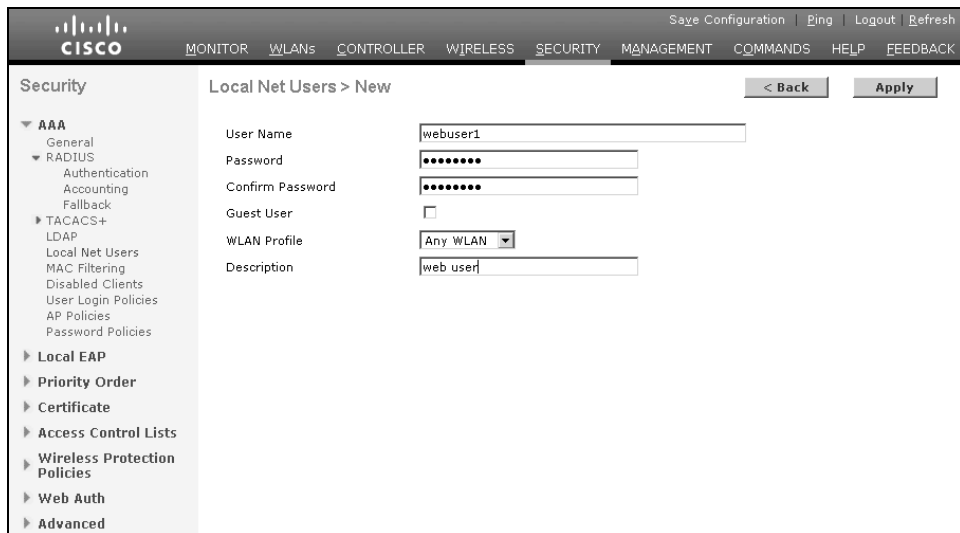 Save Configuration | Ping | Logout | Refresh
CISCO
MONITOR WLANs CONTROLLER WIRELESS SECURITY MANAGEMENT COMMANDS HELP FEEDBACK
Security
AAA
General
RADIUS
Authentication
Accounting
Fallback
TACACS+
LDAP
Local Net Users
MAC Filtering
Disabled Clients
User Login Policies
AP Policies
Password Policies
Local EAP
Priority Order
Certificate
Access Control Lists
Wireless Protection
Policies
Web Auth
Advanced
Local Net Users > New
< Back Apply
User Name webuser1
Password ••••••••
Confirm Password ••••••••
Guest User
WLAN Profile Any WLAN
Description web user